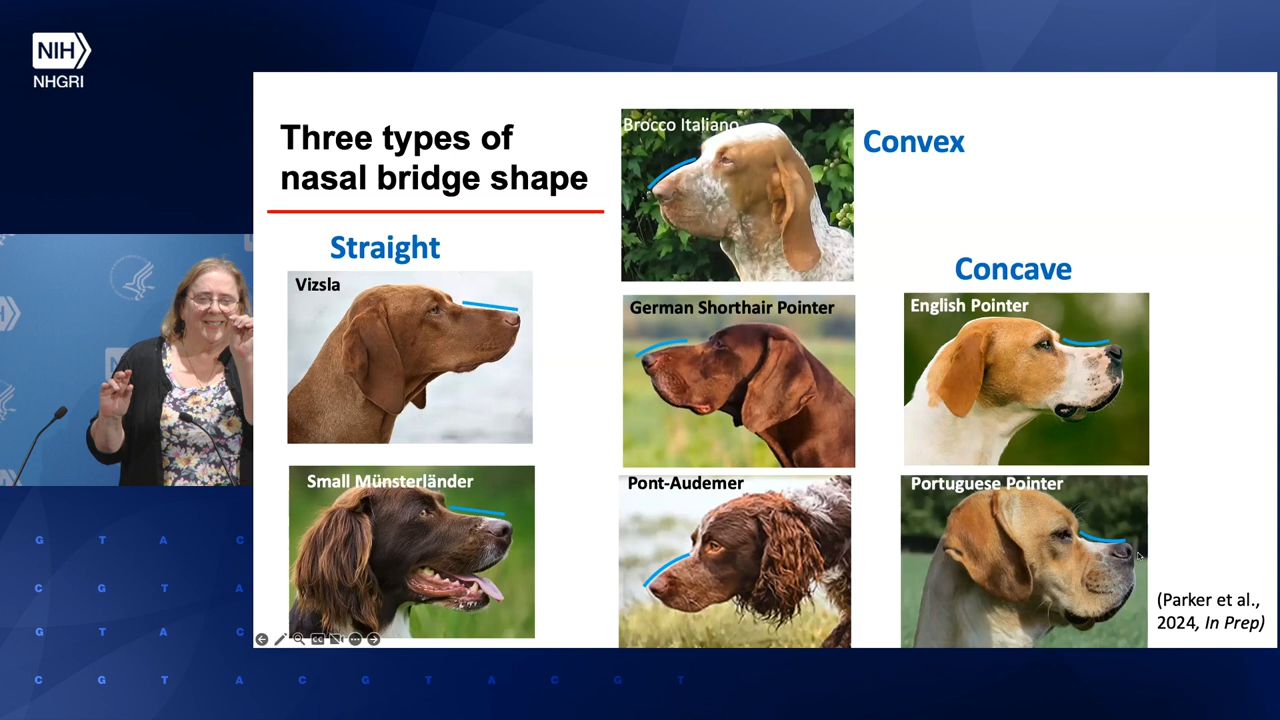 NIH
NHGRI
Three types of
nasal bridge shape
Straight
Vizsla
Small Münsterländer
Brocco Italiano
Convex
German Shorthair Pointer
Pont-Audemer
Concave
English Pointer
Portuguese Pointer
(Parker et al.,
2024, In Prep)
G T A C
C G T A
G T A C
C G T A C G T A C G T